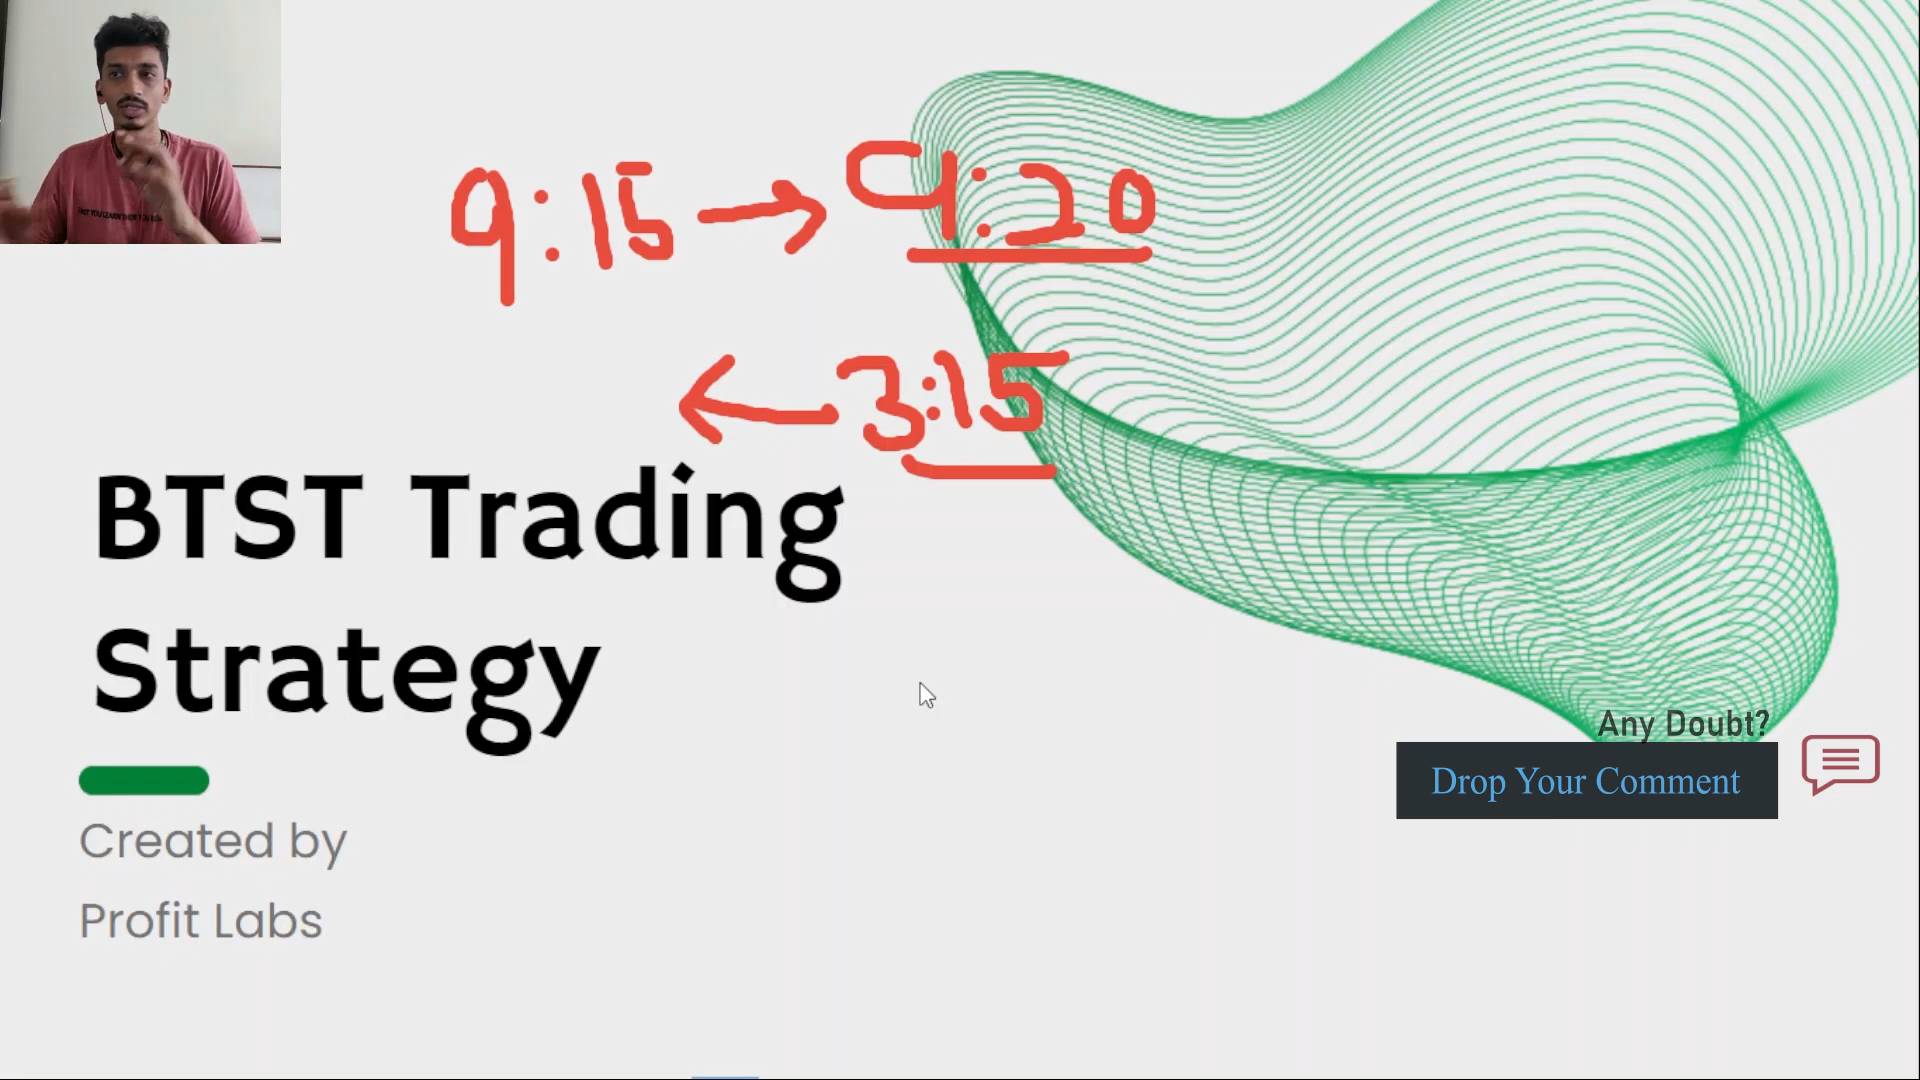 9:15 → 9:20
← 3:15
BTST Trading
Strategy
Created by
Profit Labs
Any Doubt?
Drop Your Comment